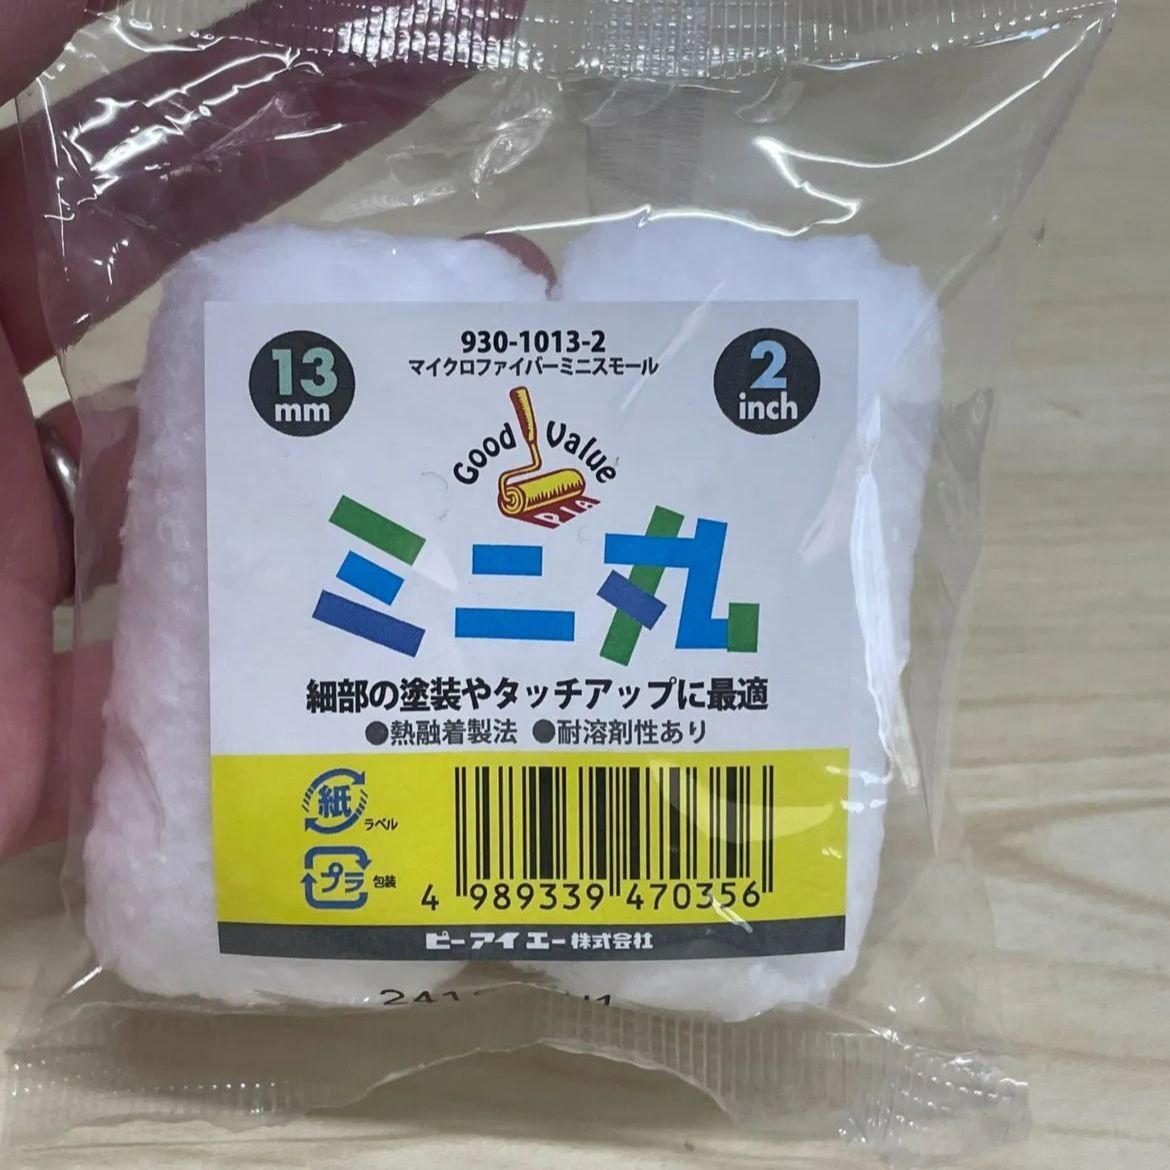 13
mm
930-1013-2
マイクロファイバーミニスモール
2
inch
Good Value
PIA
ミニ丸
細部の塗装やタッチアップに最適
●熱融着製法 ●耐溶剤性あり
紙
ラベル
プラ
包装
4 989339 470356
ピーアイエー株式会社